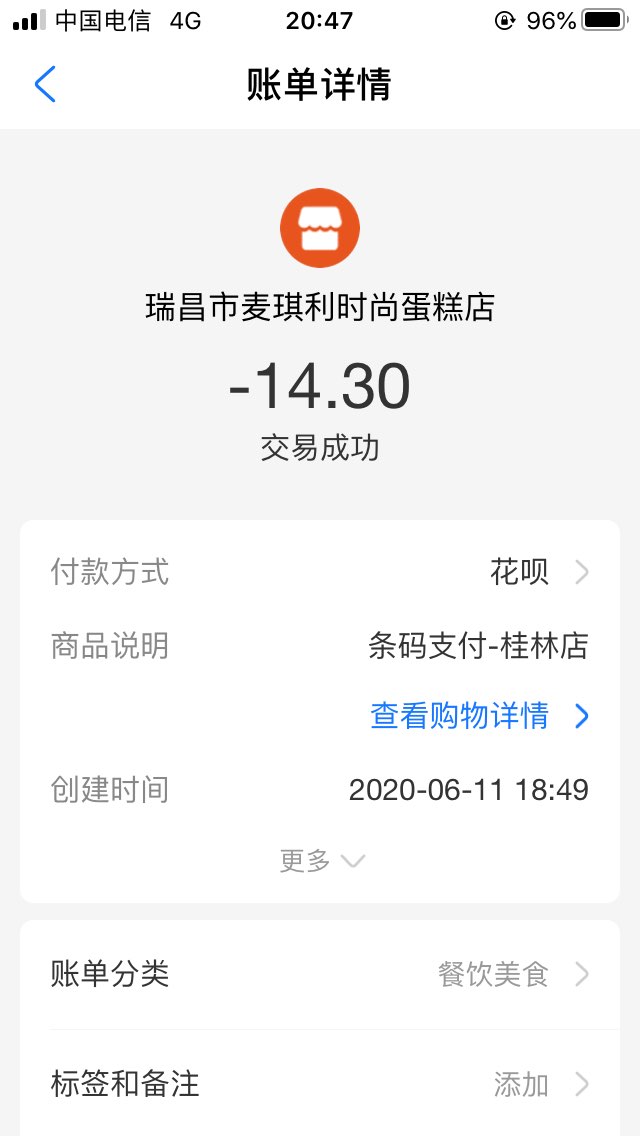 中国电信 4G 20:47 96%
账单详情
瑞昌市麦琪利时尚蛋糕店
-14.30
交易成功
付款方式 花呗
商品说明 条码支付-桂林店
查看购物详情
创建时间 2020-06-11 18:49
更多
账单分类 餐饮美食
标签和备注 添加